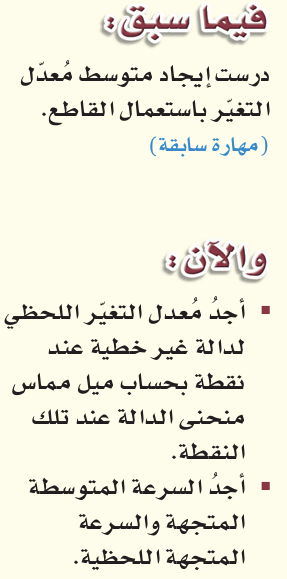 فيما سبق:
درست إيجاد متوسط مُعدّل
التغيّر باستعمال القاطع.
(مهارة سابقة)
والآن:
▪ أجدُ مُعدل التغيّر اللحظي
لدالة غير خطية عند
نقطة بحساب ميل مماس
منحنى الدالة عند تلك
النقطة.
▪ أجدُ السرعة المتوسطة
المتجهة والسرعة
المتجهة اللحظية.